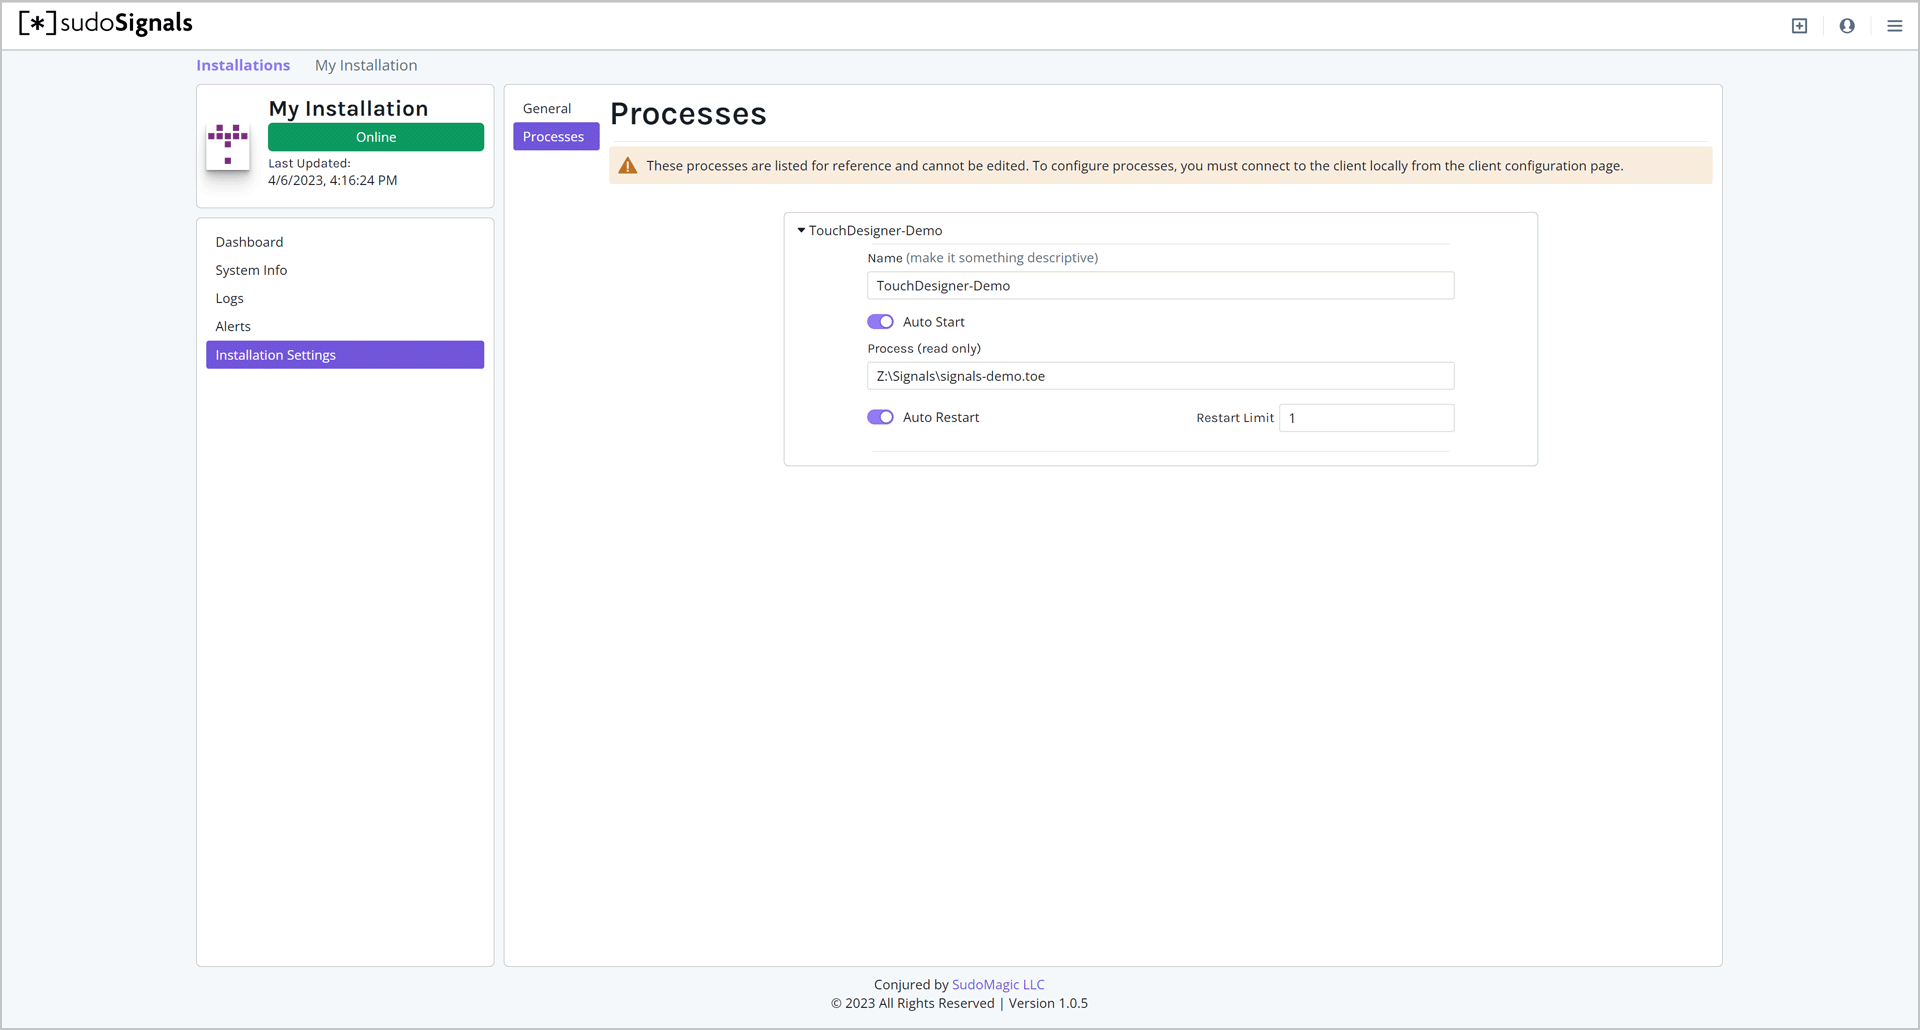 [*]sudoSignals
Installations My Installation
My Installation
Online
Last Updated:
4/6/2023, 4:16:24 PM
Dashboard
System Info
Logs
Alerts
Installation Settings
General
Processes
Processes
These processes are listed for reference and cannot be edited. To configure processes, you must connect to the client locally from the client configuration page.
TouchDesigner-Demo
Name (make it something descriptive)
TouchDesigner-Demo
Auto Start
Process (read only)
Z:\Signals\signals-demo.toe
Auto Restart Restart Limit 1
Conjured by SudoMagic LLC
© 2023 All Rights Reserved | Version 1.0.5